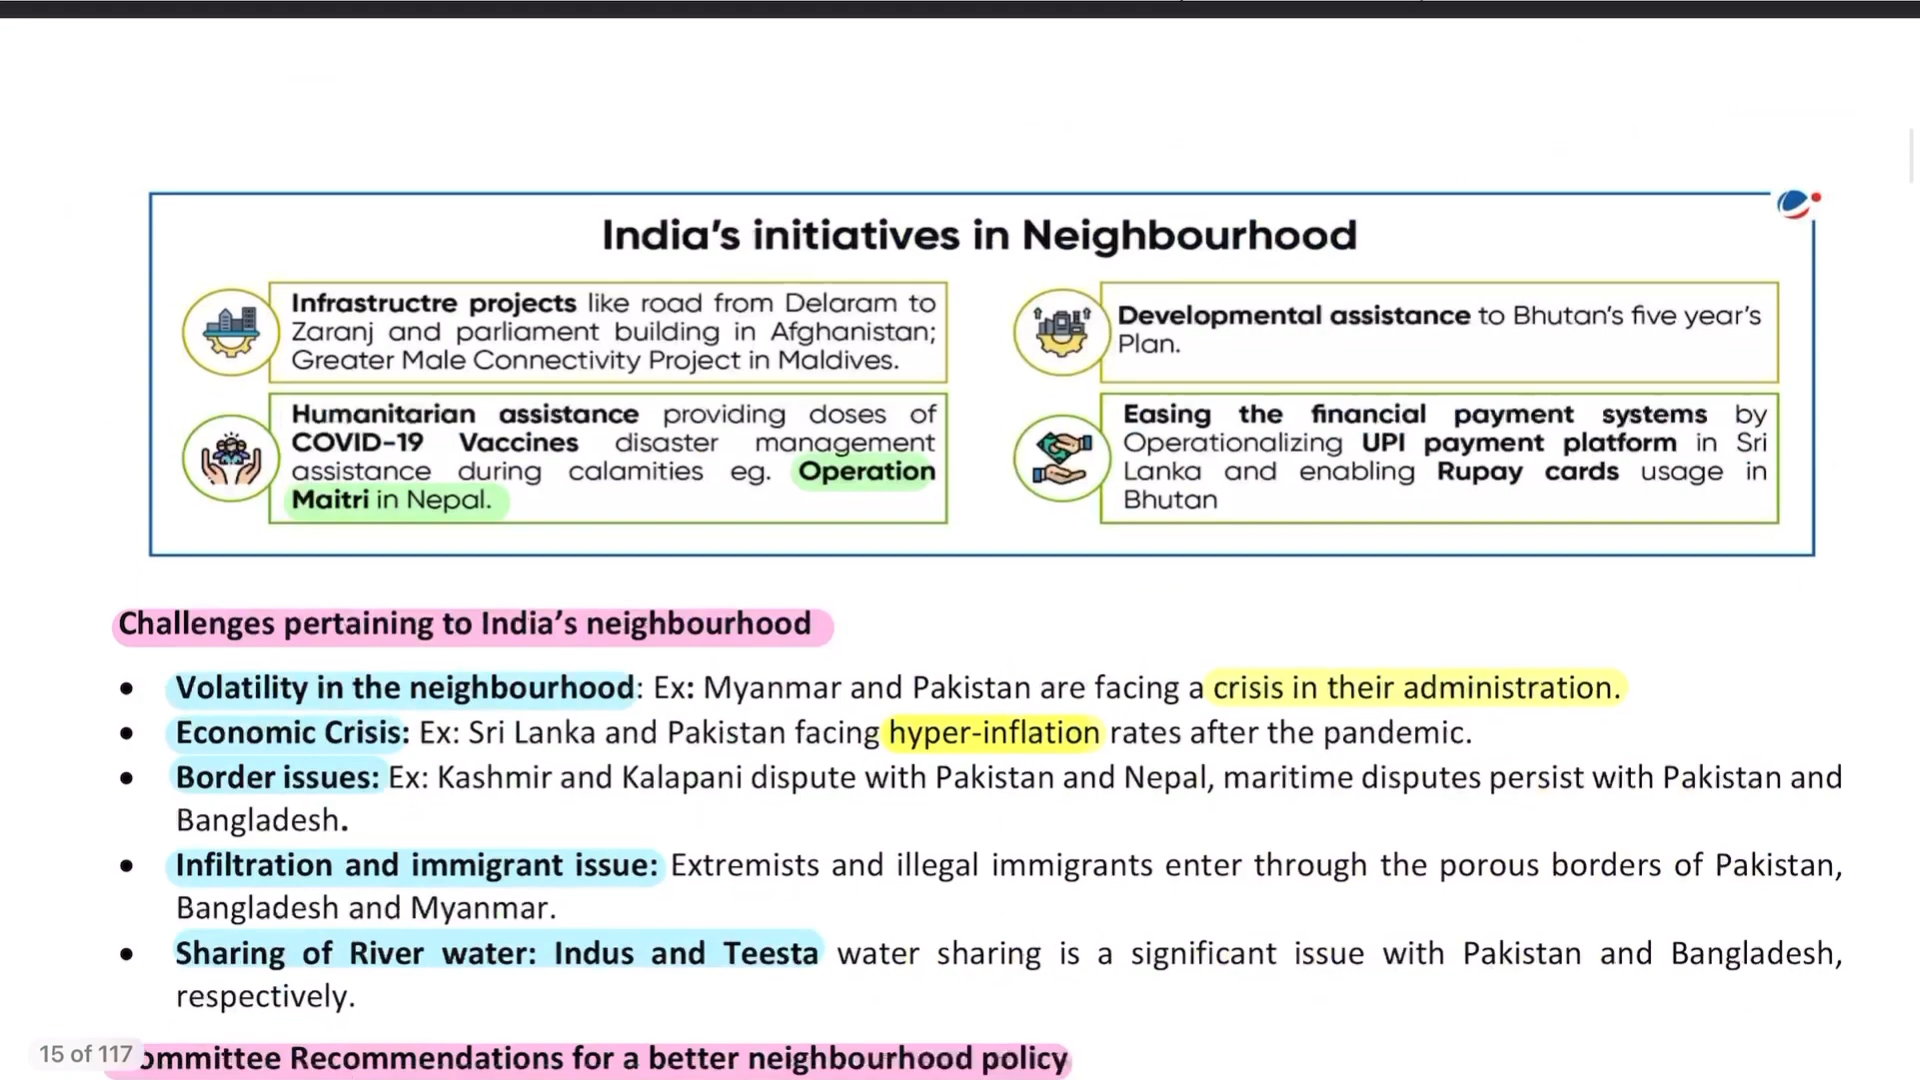 India's initiatives in Neighbourhood
Infrastructre projects like road from Delaram to
Zaranj and parliament building in Afghanistan;
Greater Male Connectivity Project in Maldives.
Developmental assistance to Bhutan's five year's
Plan.
Humanitarian assistance providing doses of
COVID-19 Vaccines disaster management
assistance during calamities eg. Operation
Maitri in Nepal.
Easing the financial payment systems by
Operationalizing UPI payment platform in Sri
Lanka and enabling Rupay cards usage in
Bhutan
Challenges pertaining to India's neighbourhood
• Volatility in the neighbourhood: Ex: Myanmar and Pakistan are facing a crisis in their administration.
• Economic Crisis: Ex: Sri Lanka and Pakistan facing hyper-inflation rates after the pandemic.
• Border issues: Ex: Kashmir and Kalapani dispute with Pakistan and Nepal, maritime disputes persist with Pakistan and
Bangladesh.
• Infiltration and immigrant issue: Extremists and illegal immigrants enter through the porous borders of Pakistan,
Bangladesh and Myanmar.
• Sharing of River water: Indus and Teesta water sharing is a significant issue with Pakistan and Bangladesh,
respectively.
15 of 117
ommittee Recommendations for a better neighbourhood policy